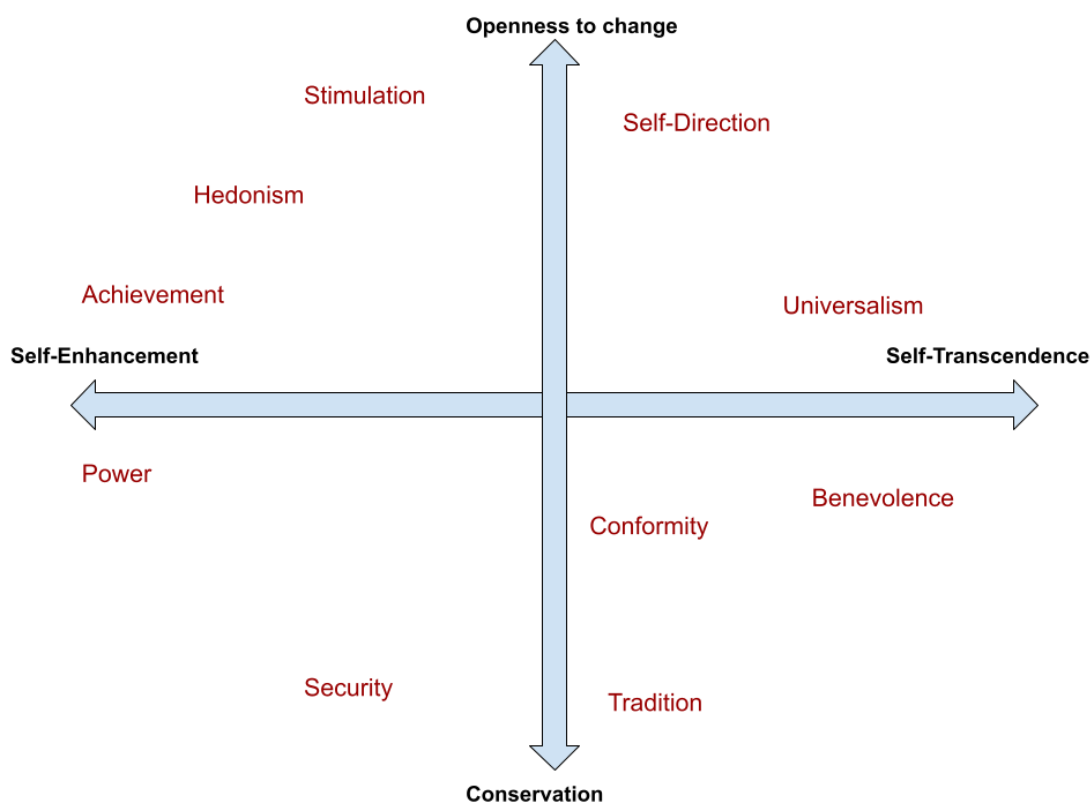 Openness to change
Stimulation
Self-Direction
Hedonism
Achievement
Universalism
Self-Enhancement
Self-Transcendence
Power
Benevolence
Conformity
Security
Tradition
Conservation